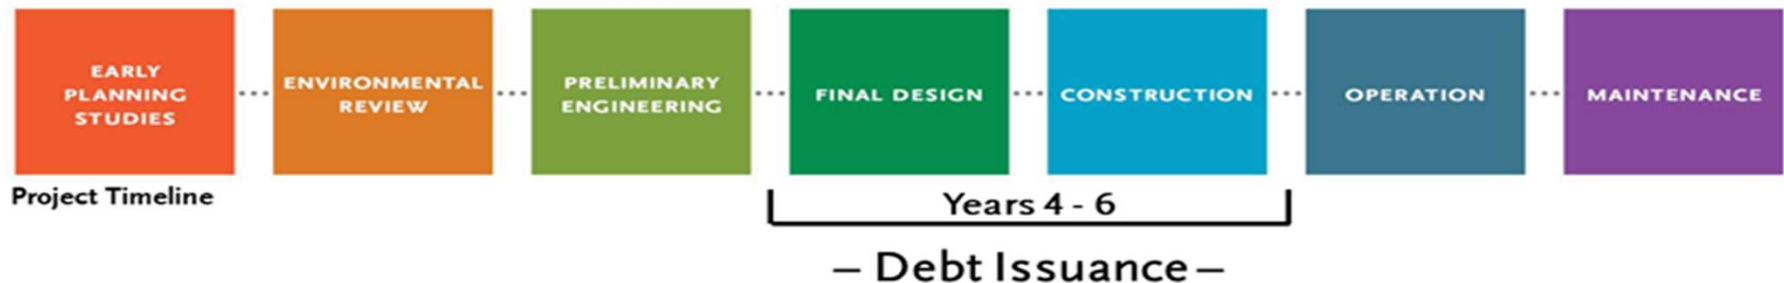 EARLY
PLANNING
STUDIES
ENVIRONMENTAL
REVIEW
PRELIMINARY
ENGINEERING
FINAL DESIGN
CONSTRUCTION
OPERATION
MAINTENANCE
Project Timeline
Years 4 - 6
– Debt Issuance –